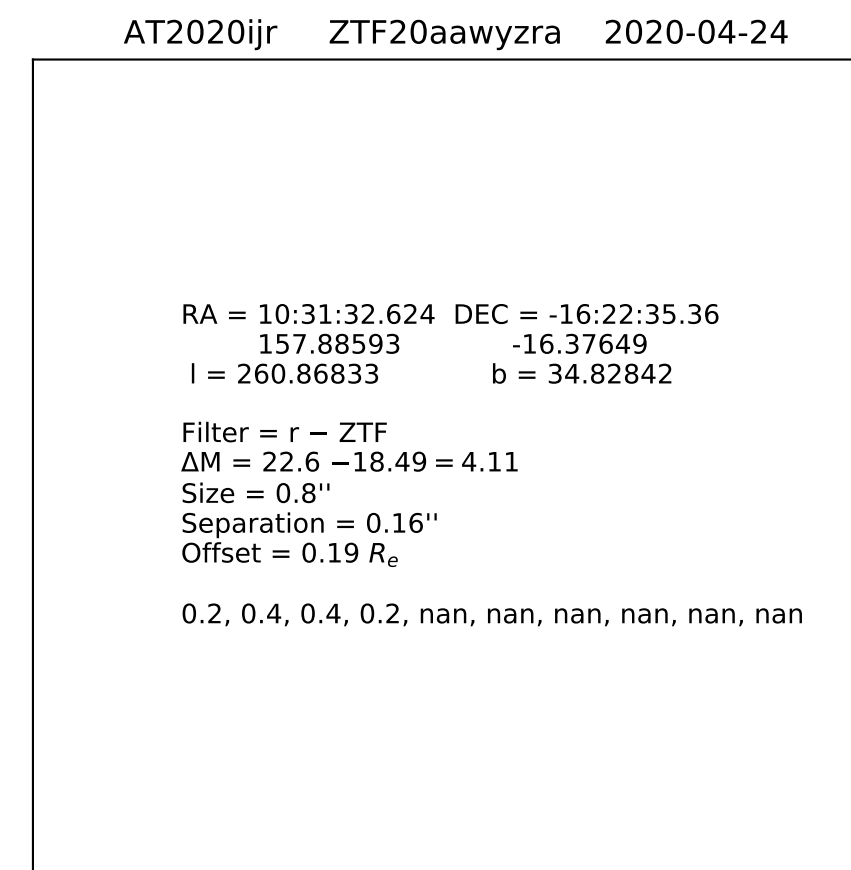 AT2020ijr ZTF20aawyzra 2020-04-24
RA = 10:31:32.624 DEC = -16:22:35.36
157.88593 -16.37649
l = 260.86833 b = 34.82842
Filter = r − ZTF
ΔM = 22.6 −18.49 = 4.11
Size = 0.8''
Separation = 0.16''
Offset = 0.19 Re
0.2, 0.4, 0.4, 0.2, nan, nan, nan, nan, nan, nan